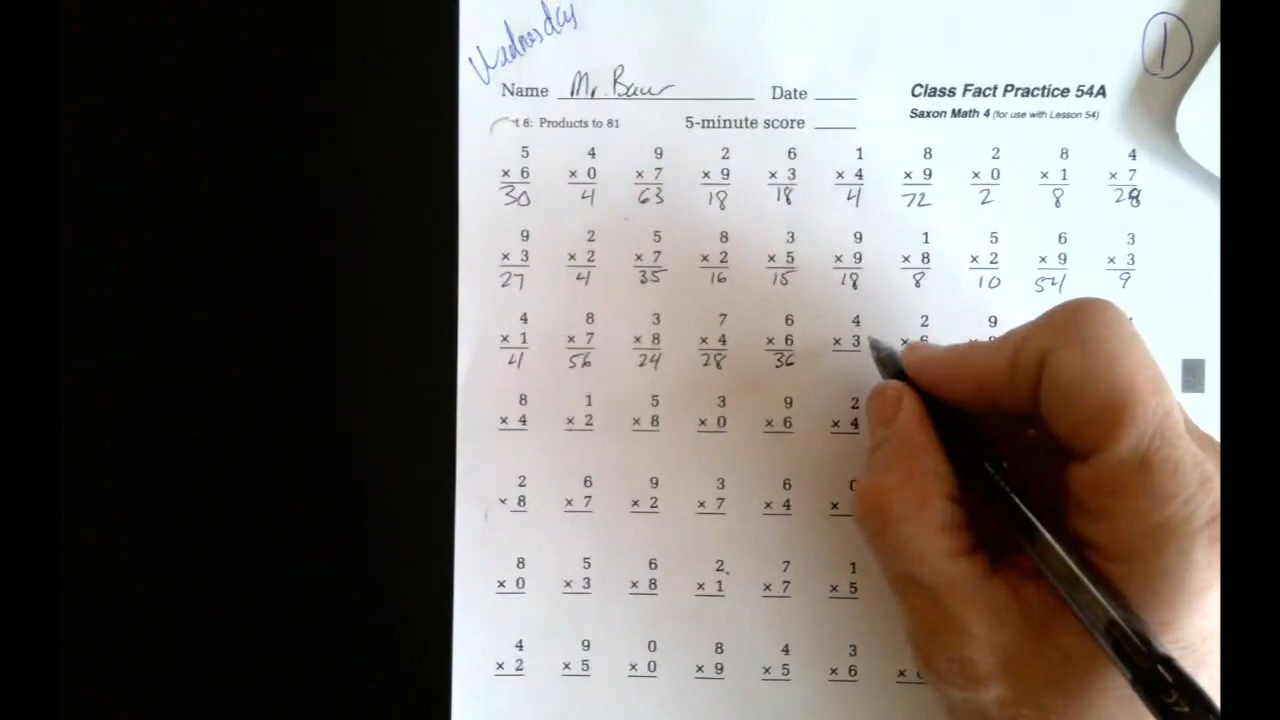 Wednesday
1
Name Mr. Baur Date ____ Class Fact Practice 54A
t 6: Products to 81 5-minute score ____ Saxon Math 4 (for use with Lesson 54)
5 4 9 2 6 1 8 2 8 4
× 6 × 0 × 7 × 9 × 3 × 4 × 9 × 0 × 1 × 7
30 4 63 18 18 4 72 2 8 28
9 2 5 8 3 9 1 5 6 3
× 3 × 2 × 7 × 2 × 5 × 9 × 8 × 2 × 9 × 3
27 4 35 16 15 18 8 10 54 9
4 8 3 7 6 4 2 9
× 1 × 7 × 8 × 4 × 6 × 3 × 6
4 56 24 28 36
8 1 5 3 9 2
× 4 × 2 × 8 × 0 × 6 × 4
2 6 9 3 6 0
× 8 × 7 × 2 × 7 × 4 ×
8 5 6 2 7 1
× 0 × 3 × 8 × 1 × 7 × 5
4 9 0 8 4 3
× 2 × 5 × 0 × 9 × 5 × 6 ×